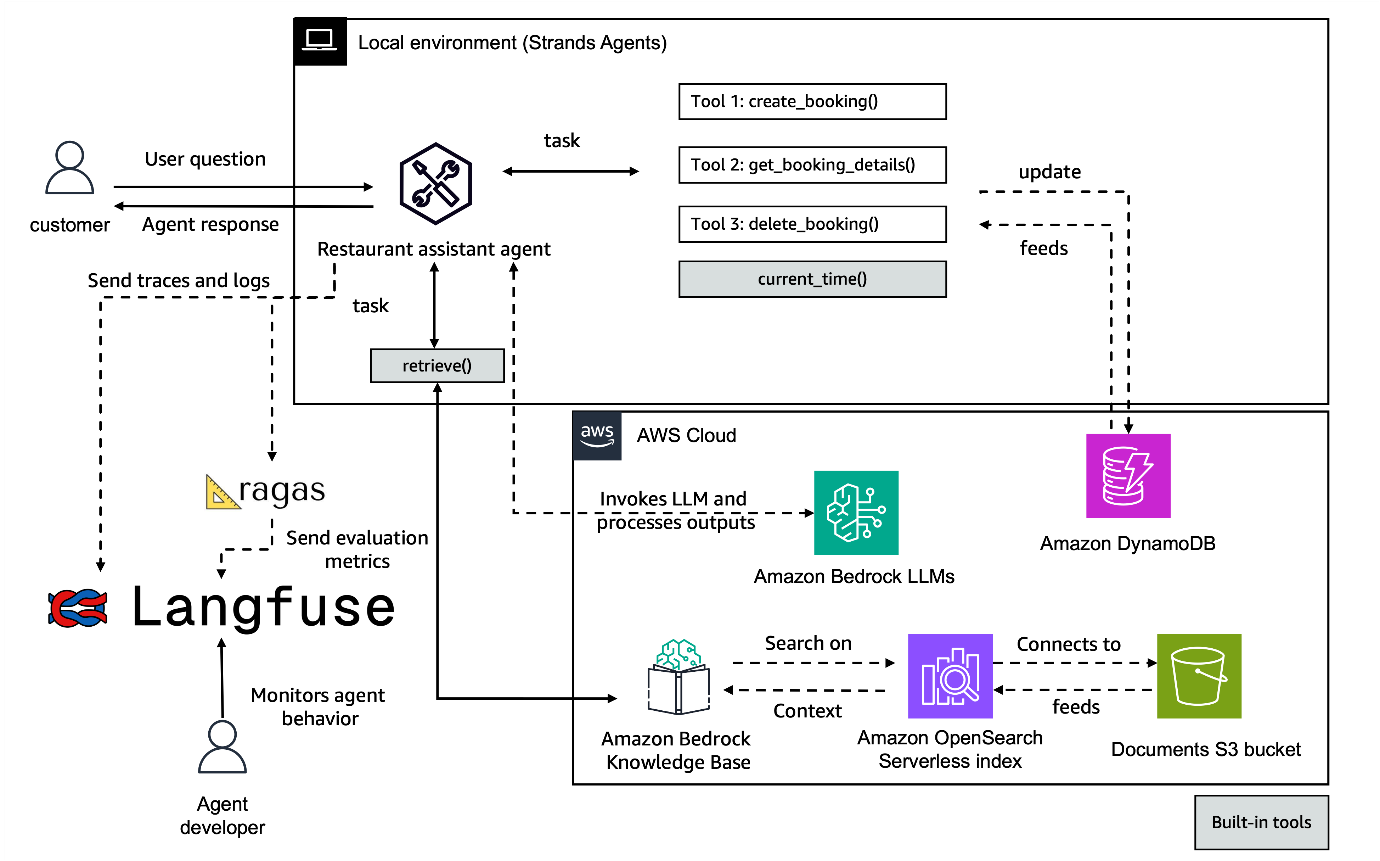 Local environment (Strands Agents)
Tool 1: create_booking()
task
User question
Tool 2: get_booking_details()
update
customer
Agent response
Tool 3: delete_booking()
feeds
Restaurant assistant agent
Send traces and logs
current_time()
task
retrieve()
aws
AWS Cloud
ragas
Invokes LLM and
processes outputs
Send evaluation
metrics
Amazon DynamoDB
Amazon Bedrock LLMs
Langfuse
Search on
Connects to
Monitors agent
behavior
Context
feeds
Amazon Bedrock
Knowledge Base
Amazon OpenSearch
Serverless index
Documents S3 bucket
Agent
developer
Built-in tools